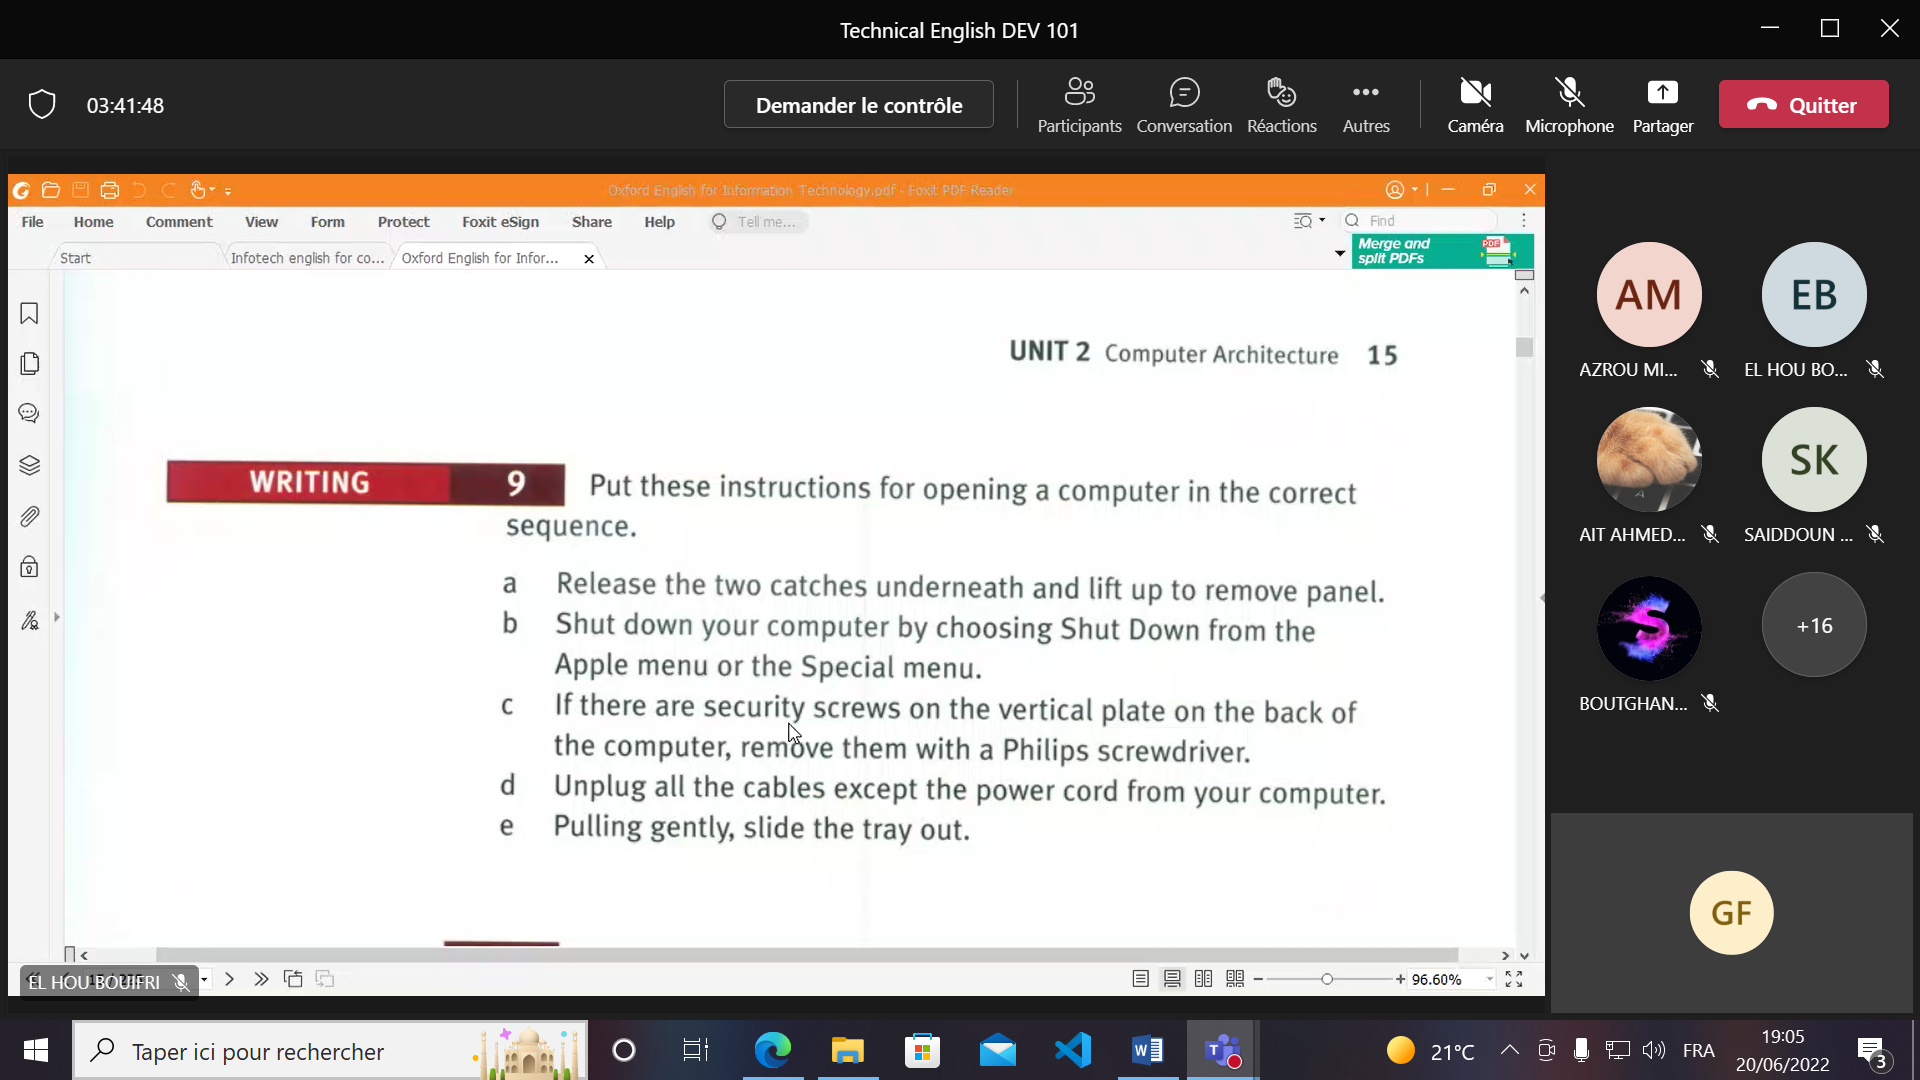 Technical English DEV 101
03:41:48
Demander le contrôle
Participants
Conversation
Réactions
Autres
Caméra
Microphone
Partager
Quitter
Oxford English for Information Technology.pdf - Foxit PDF Reader
File Home Comment View Form Protect Foxit eSign Share Help Tell me... Find
Start
Infotech english for co...
Oxford English for Infor...
Merge and
split PDFs
PDF
UNIT 2 Computer Architecture 15
WRITING 9 Put these instructions for opening a computer in the correct
sequence.
a Release the two catches underneath and lift up to remove panel.
b Shut down your computer by choosing Shut Down from the
Apple menu or the Special menu.
c If there are security screws on the vertical plate on the back of
the computer, remove them with a Philips screwdriver.
d Unplug all the cables except the power cord from your computer.
e Pulling gently, slide the tray out.
EL HOU BOUIFRI
96.60%
AM
AZROU MI...
EB
EL HOU BO...
AIT AHMED...
SK
SAIDDOUN ...
S
BOUTGHAN...
+16
GF
Taper ici pour rechercher
21°C
FRA
19:05
20/06/2022
3